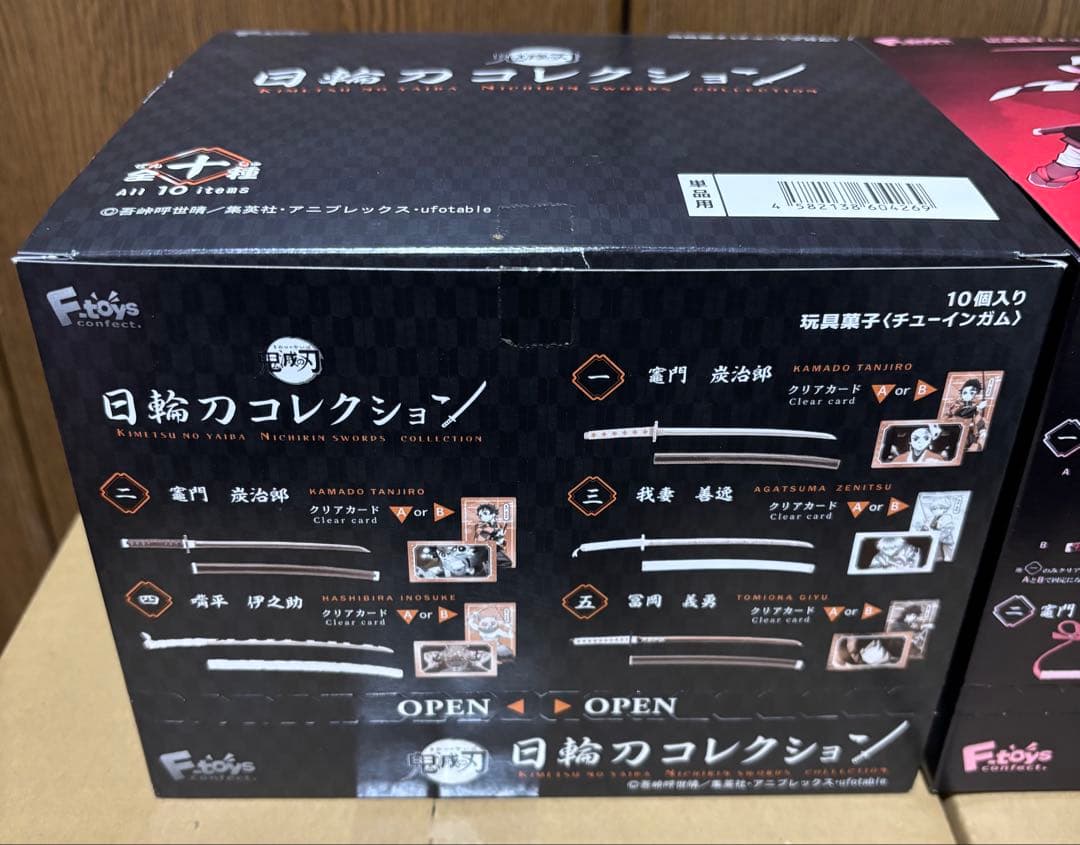 日輪刀コレクション
KIMETSU NO YAIBA NICHIRIN SWORDS COLLECTION
全十種
All 10 items
©吾峠呼世晴/集英社・アニプレックス・ufotable
単品用
4 582138 604269
F-toys
confect.
10個入り
玩具菓子〈チューインガム〉
鬼滅の刃
日輪刀コレクション
KIMETSU NO YAIBA NICHIRIN SWORDS COLLECTION
一 竈門 炭治郎 KAMADO TANJIRO
クリアカード A or B
Clear card
二 竈門 炭治郎 KAMADO TANJIRO
クリアカード A or B
Clear card
三 我妻 善逸 AGATSUMA ZENITSU
クリアカード A or B
Clear card
四 嘴平 伊之助 HASHIBIRA INOSUKE
クリアカード A or B
Clear card
五 冨岡 義勇 TOMIOKA GIYU
クリアカード A or B
Clear card
OPEN OPEN
F-toys
confect.
鬼滅の刃
日輪刀コレクション
KIMETSU NO YAIBA NICHIRIN SWORDS COLLECTION
©吾峠呼世晴/集英社・アニプレックス・ufotable
F-toys
一
A
B
二 竈門
F-toys
confect.